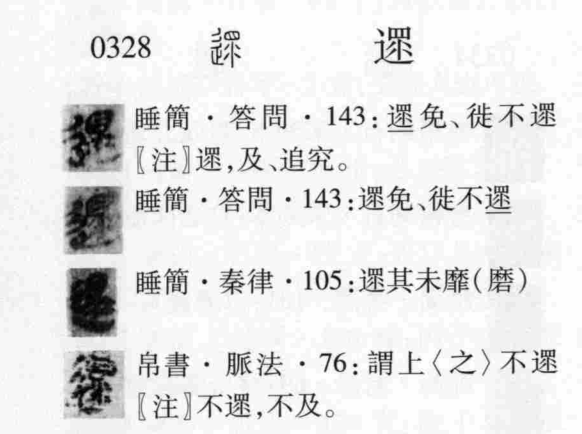 0328 遝 遝
睡簡·答問·143:遝免、徙不遝
〖注〗遝,及、追究。
睡簡·答問·143:遝免、徙不遝
睡簡·秦律·105:遝其未靡(磨)
帛書·脈法·76:謂上〈之〉不遝
〖注〗不遝,不及。